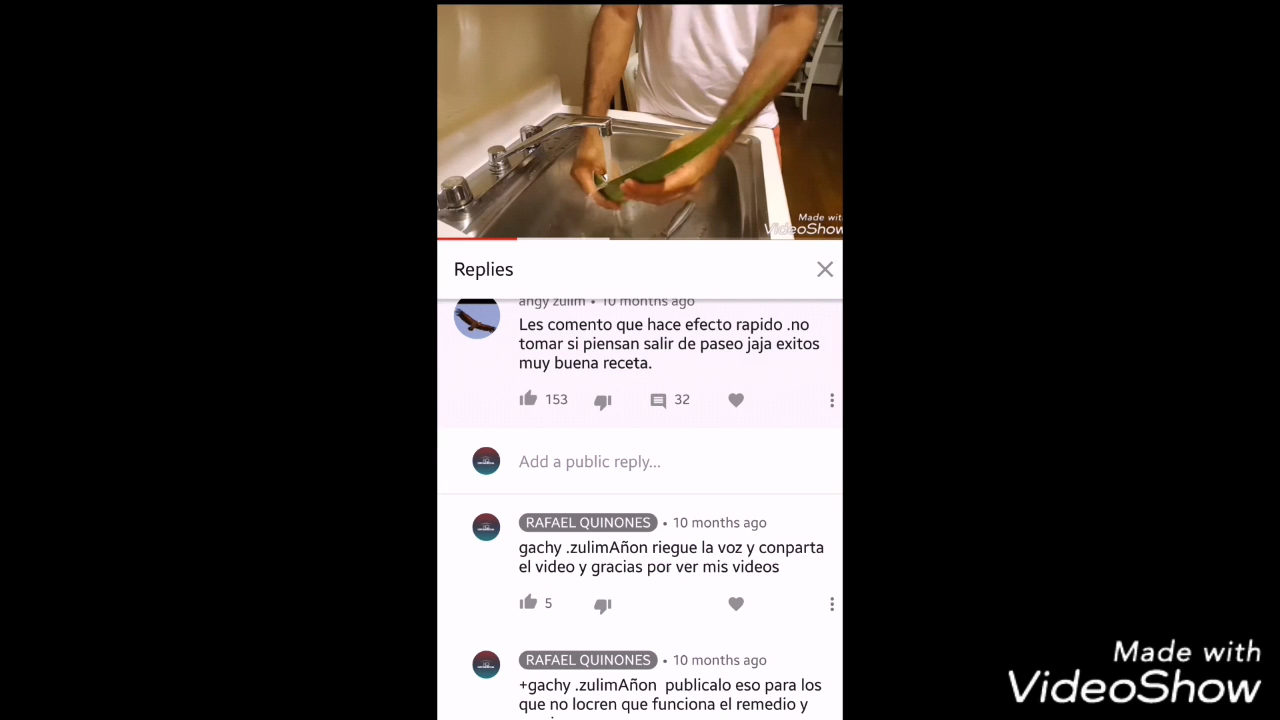 Made with
VideoShow
Replies
angy zulim • 10 months ago
Les comento que hace efecto rapido .no
tomar si piensan salir de paseo jaja exitos
muy buena receta.
153
32
Add a public reply...
RAFAEL QUINONES • 10 months ago
gachy .zulimAñon riegue la voz y conparta
el video y gracias por ver mis videos
5
RAFAEL QUINONES • 10 months ago
+gachy .zulimAñon publicalo eso para los
que no locren que funciona el remedio y
Made with
VideoShow